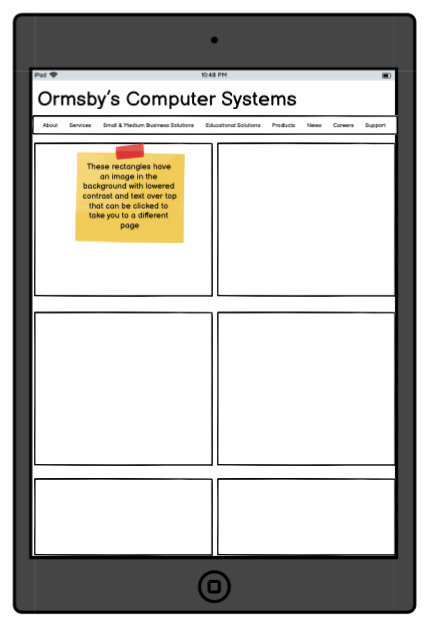 iPad 10:48 PM
Ormsby's Computer Systems
About Services Small & Medium Business Solutions Educational Solutions Products News Careers Support
These rectangles have
an image in the
background with lowered
contrast and text over top
that can be clicked to
take you to a different
page